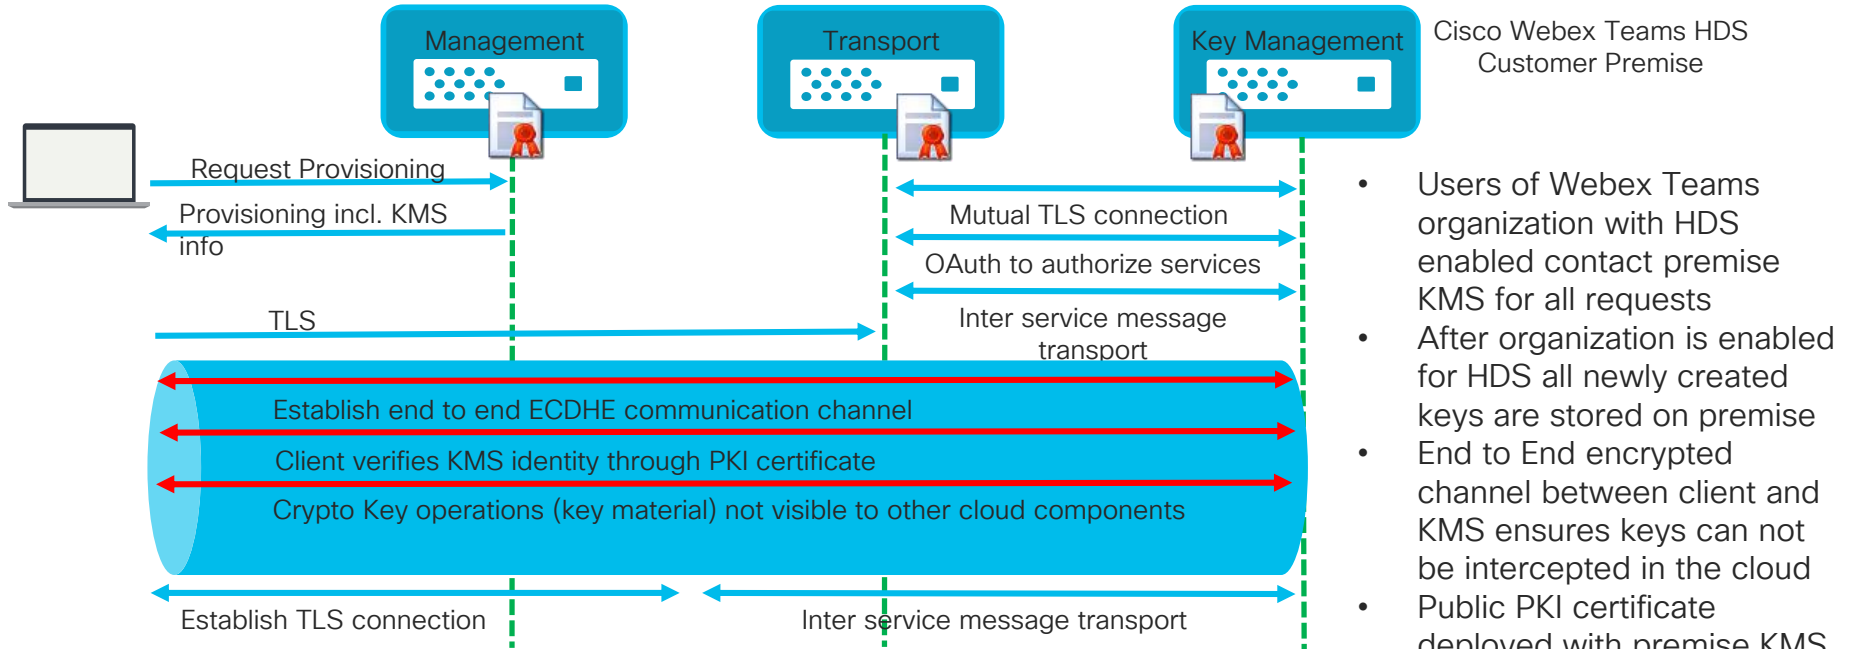 Management
Transport
Key Management
Cisco Webex Teams HDS
Customer Premise
Request Provisioning
Provisioning incl. KMS
info
Mutual TLS connection
OAuth to authorize services
TLS
Inter service message
transport
Establish end to end ECDHE communication channel
Client verifies KMS identity through PKI certificate
Crypto Key operations (key material) not visible to other cloud components
Establish TLS connection
Inter service message transport
• Users of Webex Teams
organization with HDS
enabled contact premise
KMS for all requests
• After organization is enabled
for HDS all newly created
keys are stored on premise
• End to End encrypted
channel between client and
KMS ensures keys can not
be intercepted in the cloud
• Public PKI certificate
deployed with premise KMS